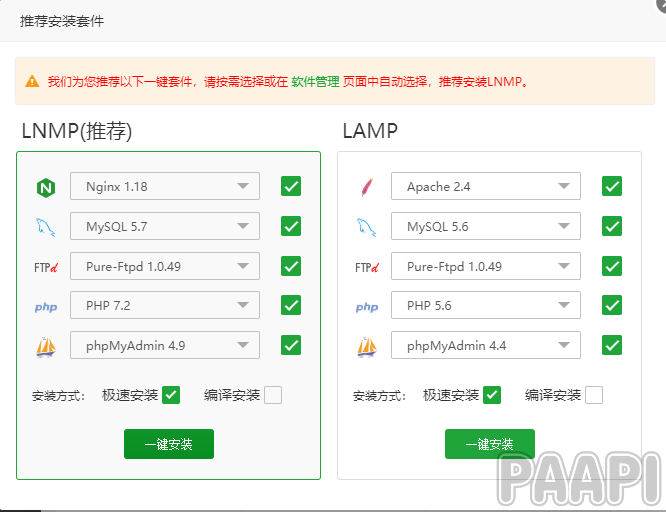 推荐安装套件
我们为您推荐以下一键套件，请按需选择或在 软件管理 页面中自动选择，推荐安装LNMP。
LNMP(推荐)
Nginx 1.18
MySQL 5.7
FTPd Pure-Ftpd 1.0.49
php PHP 7.2
phpMyAdmin 4.9
安装方式： 极速安装 编译安装
一键安装
LAMP
Apache 2.4
MySQL 5.6
FTPd Pure-Ftpd 1.0.49
php PHP 5.6
phpMyAdmin 4.4
安装方式： 极速安装 编译安装
一键安装
PAAPI